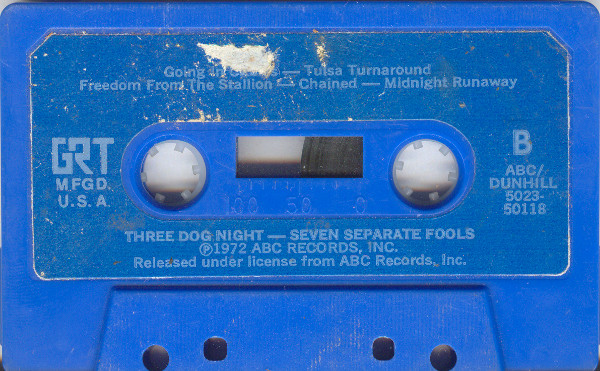 Going In — Tulsa Turnaround
Freedom From The Stallion — Chained — Midnight Runaway
GRT
MFGD.
U.S.A.
B
ABC/
DUNHILL
5023-
50118
100 50 0
THREE DOG NIGHT — SEVEN SEPARATE FOOLS
℗1972 ABC RECORDS, INC.
Released under license from ABC Records, Inc.